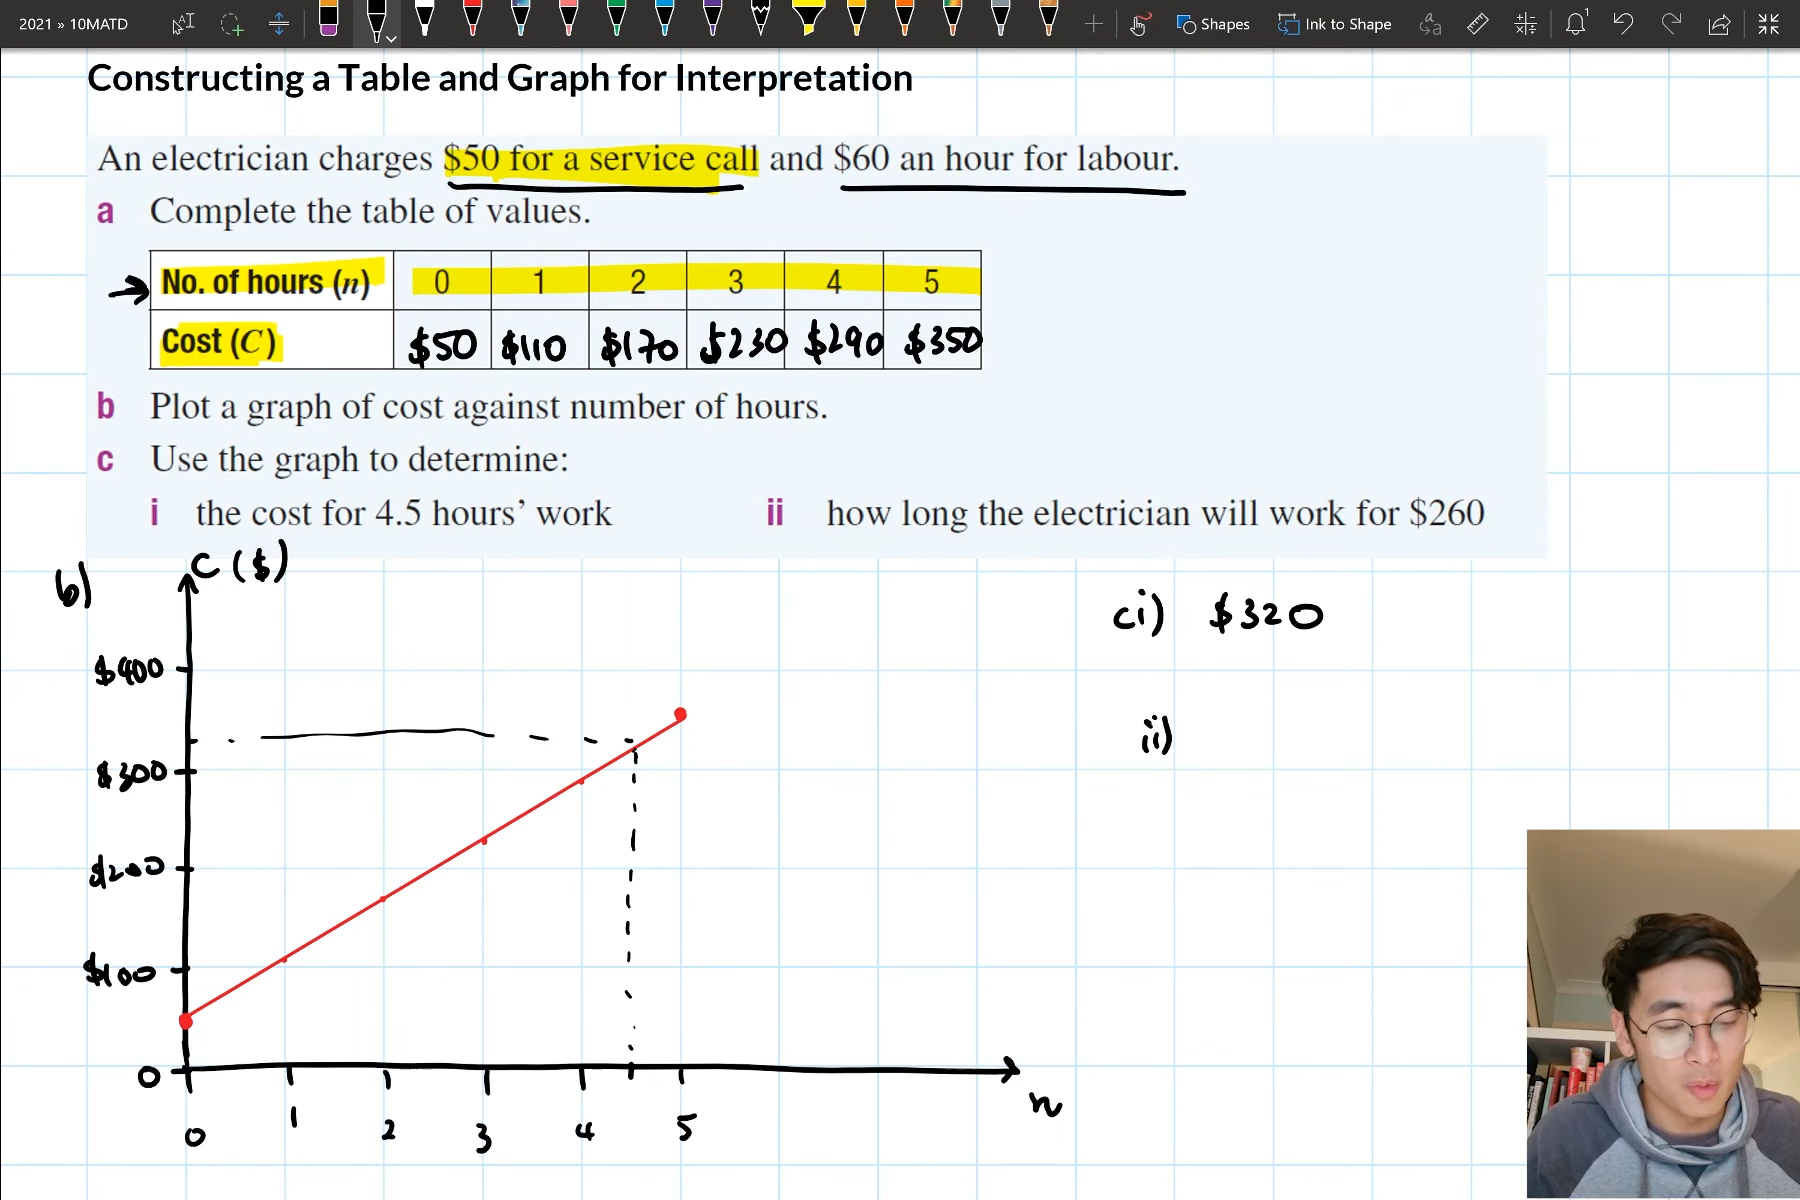 2021 » 10MATD
Shapes
Ink to Shape
1
Constructing a Table and Graph for Interpretation
An electrician charges $50 for a service call and $60 an hour for labour.
a Complete the table of values.
No. of hours (n) 0 1 2 3 4 5
Cost (C) $50 $110 $170 $230 $290 $350
b Plot a graph of cost against number of hours.
c Use the graph to determine:
i the cost for 4.5 hours’ work ii how long the electrician will work for $260
b)
C ($)
$400
$300
$200
$100
0
0 1 2 3 4 5
n
ci) $320
ii)